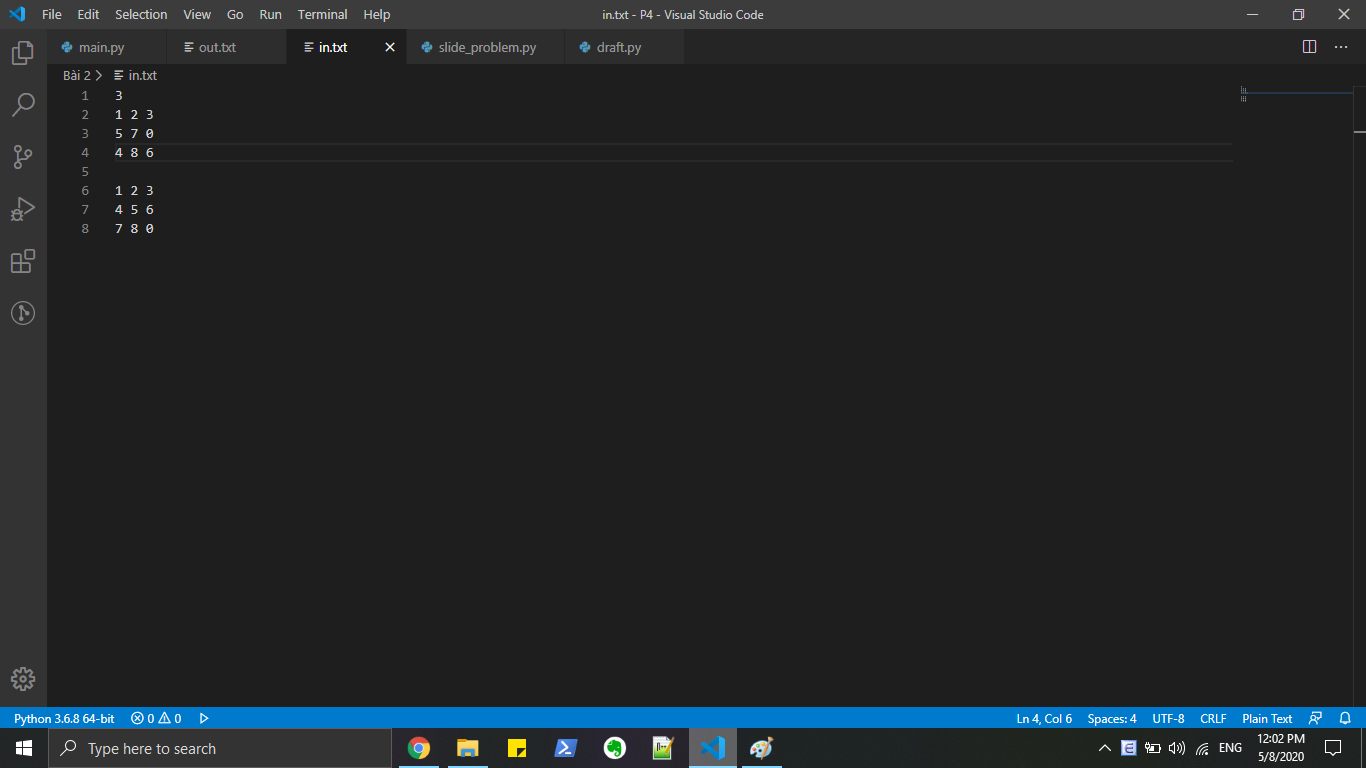 File Edit Selection View Go Run Terminal Help in.txt - P4 - Visual Studio Code
main.py out.txt in.txt slide_problem.py draft.py
Bài 2 in.txt
1 3
2 1 2 3
3 5 7 0
4 4 8 6
5
6 1 2 3
7 4 5 6
8 7 8 0
Python 3.6.8 64-bit 0 0 Ln 4, Col 6 Spaces: 4 UTF-8 CRLF Plain Text
Type here to search ENG 12:02 PM
5/8/2020